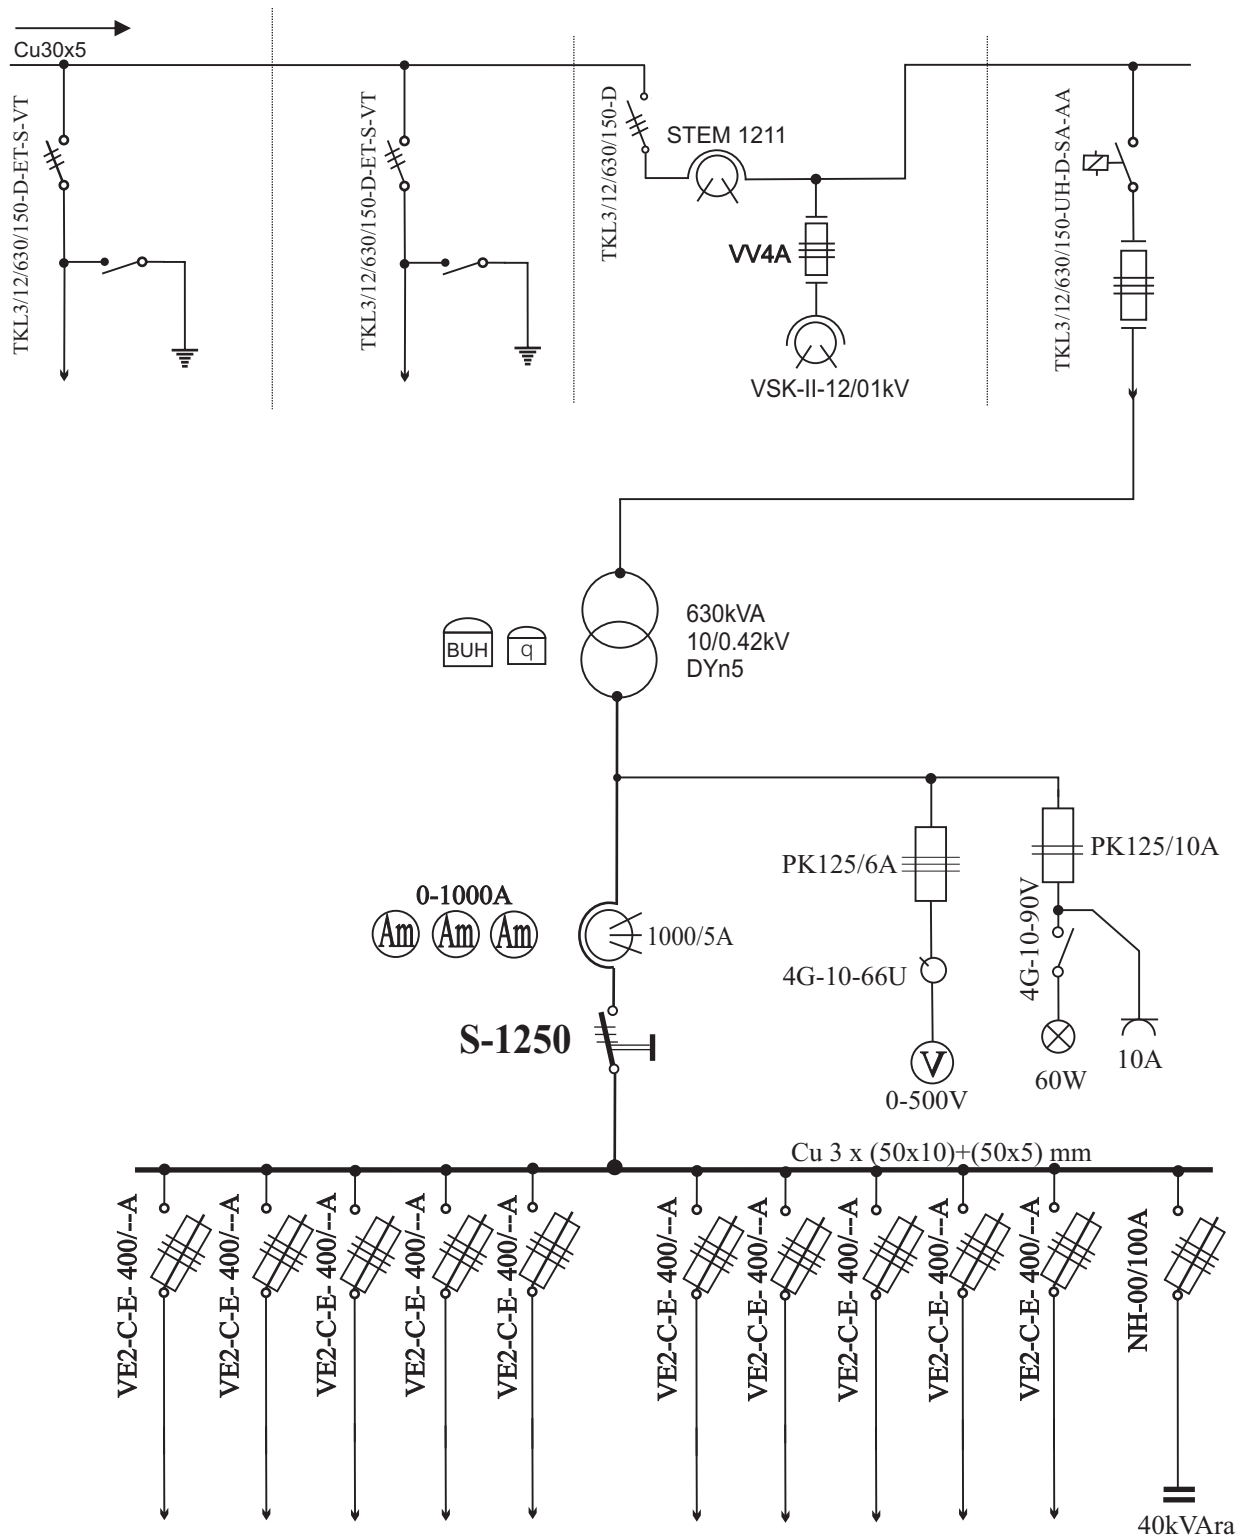 Cu30x5
TKL3/12/630/150-D-ET-S-VT
TKL3/12/630/150-D-ET-S-VT
TKL3/12/630/150-D
STEM 1211
VV4A
VSK-II-12/01kV
TKL3/12/630/150-UH-D-SA-AA
BUH
q
630kVA
10/0.42kV
DYn5
0-1000A
Am
Am
Am
1000/5A
S-1250
PK125/6A
4G-10-66U
V
0-500V
PK125/10A
4G-10-90V
60W
10A
Cu 3 x (50x10)+(50x5) mm
VE2-C-E- 400/--A
VE2-C-E- 400/--A
VE2-C-E- 400/--A
VE2-C-E- 400/--A
VE2-C-E- 400/--A
VE2-C-E- 400/--A
VE2-C-E- 400/--A
VE2-C-E- 400/--A
VE2-C-E- 400/--A
VE2-C-E- 400/--A
NH-00/100A
40kVAra